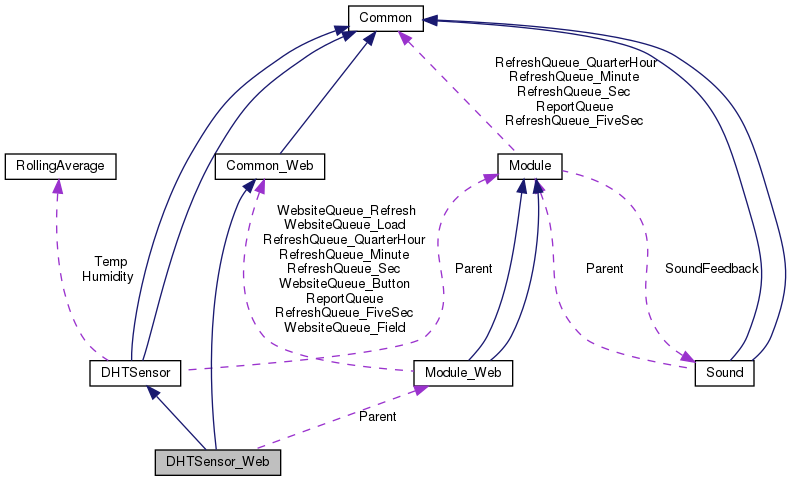 Common
RefreshQueue_QuarterHour
RefreshQueue_Minute
RefreshQueue_Sec
ReportQueue
RefreshQueue_FiveSec
RollingAverage
Common_Web
Module
WebsiteQueue_Refresh
WebsiteQueue_Load
RefreshQueue_QuarterHour
RefreshQueue_Minute
RefreshQueue_Sec
WebsiteQueue_Button
ReportQueue
RefreshQueue_FiveSec
WebsiteQueue_Field
Temp
Humidity
Parent
Parent
SoundFeedback
DHTSensor
Module_Web
Sound
Parent
DHTSensor_Web